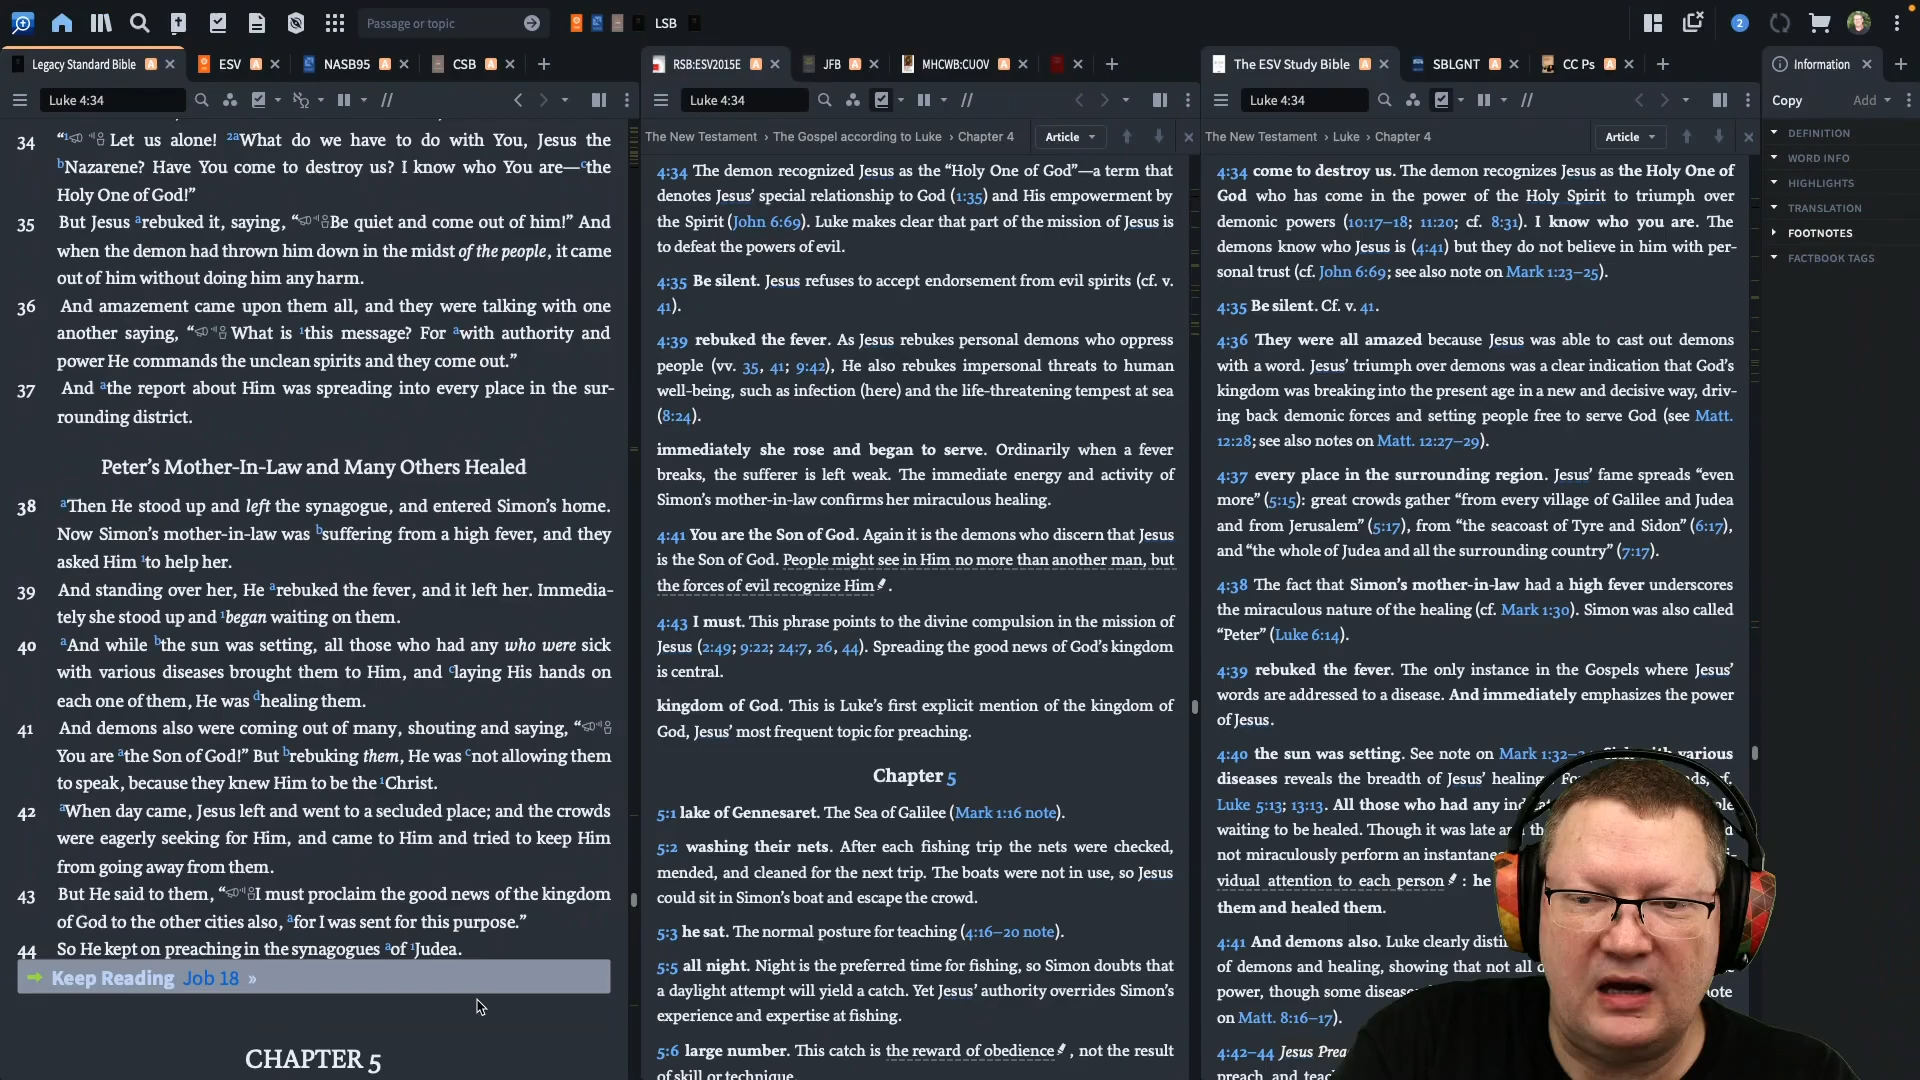 Passage or topic
LSB
2
Legacy Standard Bible A
ESV A
NASB95 A
CSB A
RSB:ESV2015E A
JFB A
MHCWB:CUOV A
A
The ESV Study Bible A
SBLGNT A
CC Ps A
Information
Luke 4:34
34 “¹ Let us alone! ²ᵃWhat do we have to do with You, Jesus the
ᵇNazarene? Have You come to destroy us? I know who You are—ᶜthe
Holy One of God!”
35 But Jesus ᵃrebuked it, saying, “Be quiet and come out of him!” And
when the demon had thrown him down in the midst of the people, it came
out of him without doing him any harm.
36 And amazement came upon them all, and they were talking with one
another saying, “What is ¹this message? For ᵃwith authority and
power He commands the unclean spirits and they come out.”
37 And ᵃthe report about Him was spreading into every place in the sur-
rounding district.
Peter’s Mother-In-Law and Many Others Healed
38 ᵃThen He stood up and left the synagogue, and entered Simon’s home.
Now Simon’s mother-in-law was ᵇsuffering from a high fever, and they
asked Him ¹to help her.
39 And standing over her, He ᵃrebuked the fever, and it left her. Immedia-
tely she stood up and ¹began waiting on them.
40 ᵃAnd while ᵇthe sun was setting, all those who had any who were sick
with various diseases brought them to Him, and ᶜlaying His hands on
each one of them, He was ᵈhealing them.
41 And demons also were coming out of many, shouting and saying, “
You are ᵃthe Son of God!” But ᵇrebuking them, He was ᶜnot allowing them
to speak, because they knew Him to be the ¹Christ.
42 ᵃWhen day came, Jesus left and went to a secluded place; and the crowds
were eagerly seeking for Him, and came to Him and tried to keep Him
from going away from them.
43 But He said to them, “I must proclaim the good news of the kingdom
of God to the other cities also, ᵃfor I was sent for this purpose.”
44 So He kept on preaching in the synagogues ᵃof ¹Judea.
Keep Reading Job 18 »
CHAPTER 5
Luke 4:34
The New Testament › The Gospel according to Luke › Chapter 4
Article
4:34 The demon recognized Jesus as the “Holy One of God”—a term that
denotes Jesus’ special relationship to God (1:35) and His empowerment by
the Spirit (John 6:69). Luke makes clear that part of the mission of Jesus is
to defeat the powers of evil.
4:35 Be silent. Jesus refuses to accept endorsement from evil spirits (cf. v.
41).
4:39 rebuked the fever. As Jesus rebukes personal demons who oppress
people (vv. 35, 41; 9:42), He also rebukes impersonal threats to human
well-being, such as infection (here) and the life-threatening tempest at sea
(8:24).
immediately she rose and began to serve. Ordinarily when a fever
breaks, the sufferer is left weak. The immediate energy and activity of
Simon’s mother-in-law confirms her miraculous healing.
4:41 You are the Son of God. Again it is the demons who discern that Jesus
is the Son of God. People might see in Him no more than another man, but
the forces of evil recognize Him.
4:43 I must. This phrase points to the divine compulsion in the mission of
Jesus (2:49; 9:22; 24:7, 26, 44). Spreading the good news of God’s kingdom
is central.
kingdom of God. This is Luke’s first explicit mention of the kingdom of
God, Jesus’ most frequent topic for preaching.
Chapter 5
5:1 lake of Gennesaret. The Sea of Galilee (Mark 1:16 note).
5:2 washing their nets. After each fishing trip the nets were checked,
mended, and cleaned for the next trip. The boats were not in use, so Jesus
could sit in Simon’s boat and escape the crowd.
5:3 he sat. The normal posture for teaching (4:16–20 note).
5:5 all night. Night is the preferred time for fishing, so Simon doubts that
a daylight attempt will yield a catch. Yet Jesus’ authority overrides Simon’s
experience and expertise at fishing.
5:6 large number. This catch is the reward of obedience, not the result
of skill or technique.
Luke 4:34
The New Testament › Luke › Chapter 4
Article
4:34 come to destroy us. The demon recognizes Jesus as the Holy One of
God who has come in the power of the Holy Spirit to triumph over
demonic powers (10:17–18; 11:20; cf. 8:31). I know who you are. The
demons know who Jesus is (4:41) but they do not believe in him with per-
sonal trust (cf. John 6:69; see also note on Mark 1:23–25).
4:35 Be silent. Cf. v. 41.
4:36 They were all amazed because Jesus was able to cast out demons
with a word. Jesus’ triumph over demons was a clear indication that God’s
kingdom was breaking into the present age in a new and decisive way, driv-
ing back demonic forces and setting people free to serve God (see Matt.
12:28; see also notes on Matt. 12:27–29).
4:37 every place in the surrounding region. Jesus’ fame spreads “even
more” (5:15): great crowds gather “from every village of Galilee and Judea
and from Jerusalem” (5:17), from “the seacoast of Tyre and Sidon” (6:17),
and “the whole of Judea and all the surrounding country” (7:17).
4:38 The fact that Simon’s mother-in-law had a high fever underscores
the miraculous nature of the healing (cf. Mark 1:30). Simon was also called
“Peter” (Luke 6:14).
4:39 rebuked the fever. The only instance in the Gospels where Jesus’
words are addressed to a disease. And immediately emphasizes the power
of Jesus.
4:40 the sun was setting. See note on Mark 1:32– with various
diseases reveals the breadth of Jesus’ healing cf.
Luke 5:13; 13:13. All those who had any
waiting to be healed. Though it was late
not miraculously perform an
vidual attention to each person: he
them and healed them.
4:41 And demons also. Luke clearly
of demons and healing, showing that not all
power, though some
on Matt. 8:16–17).
4:42–44 Jesus
preach, and
Copy
Add
DEFINITION
WORD INFO
HIGHLIGHTS
TRANSLATION
FOOTNOTES
FACTBOOK TAGS